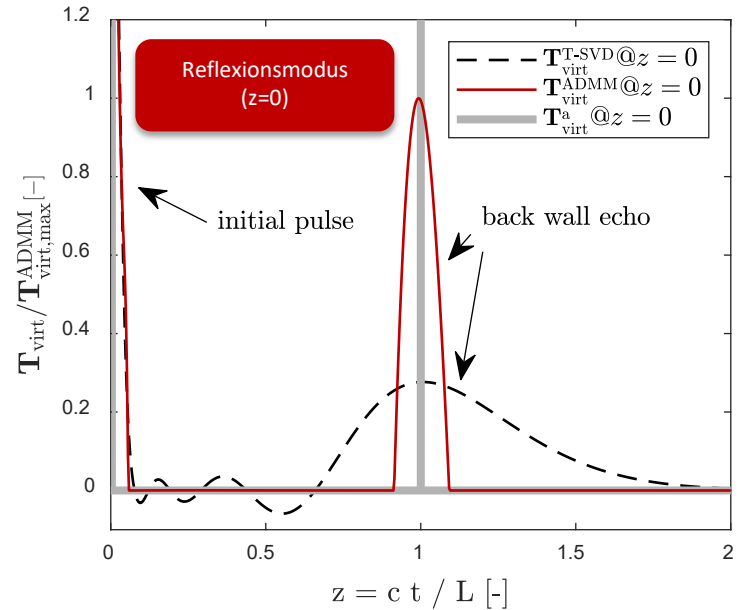 Reflexionsmodus
(z=0)
T_virt^T-SVD@z = 0
T_virt^ADMM@z = 0
T_virt^a@z = 0
initial pulse
back wall echo
T_virt/T_virt,max^ADMM[-]
1.2
1
0.8
0.6
0.4
0.2
0
0
0.5
1
1.5
2
z = c t / L [-]